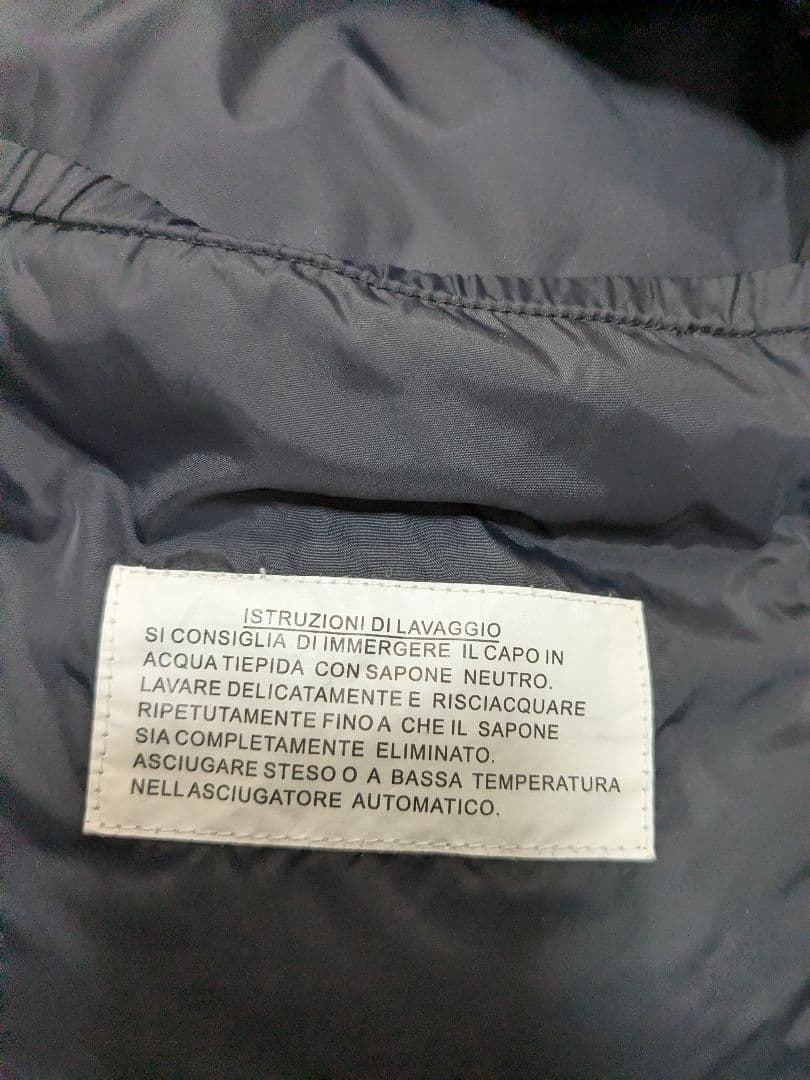 ISTRUZIONI DI LAVAGGIO
SI CONSIGLIA DI IMMERGERE IL CAPO IN
ACQUA TIEPIDA CON SAPONE NEUTRO.
LAVARE DELICATAMENTE E RISCIACQUARE
RIPETUTAMENTE FINO A CHE IL SAPONE
SIA COMPLETAMENTE ELIMINATO.
ASCIUGARE STESO O A BASSA TEMPERATURA
NELLASCIUGATORE AUTOMATICO.